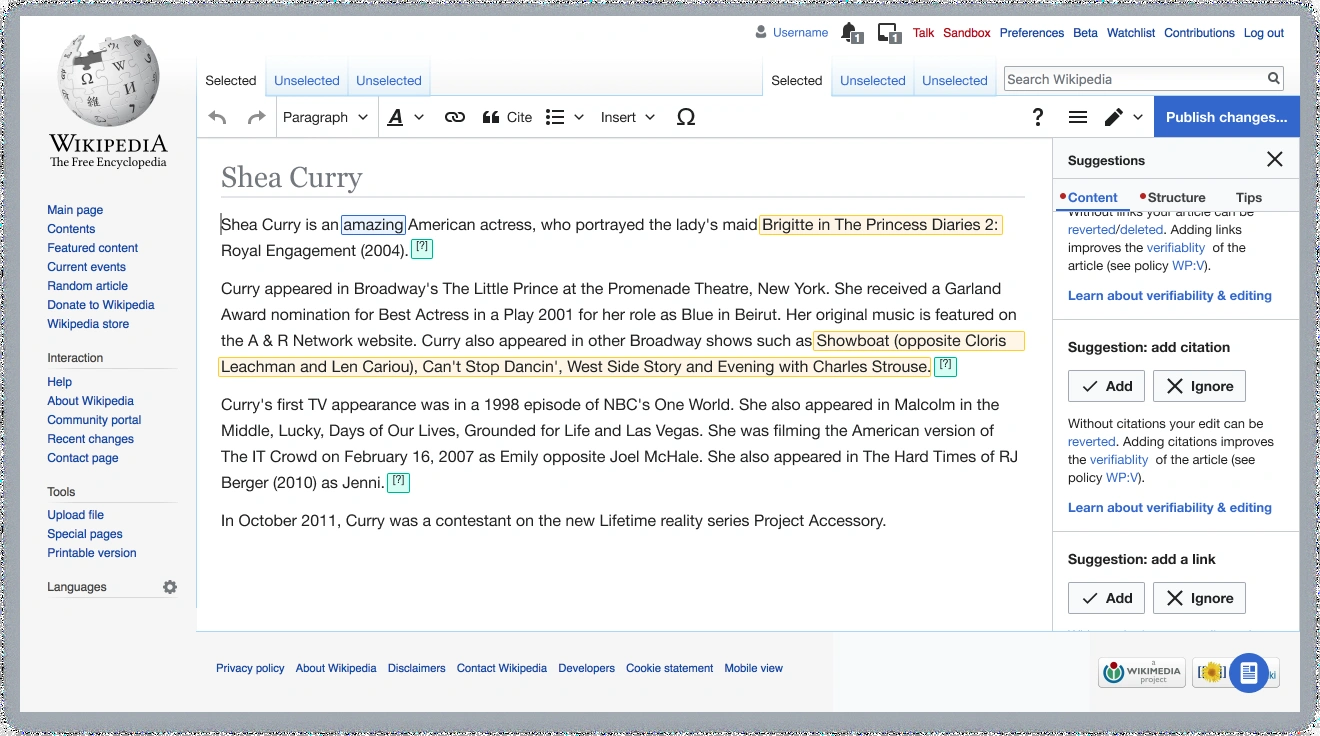 Username 1 1 Talk Sandbox Preferences Beta Watchlist Contributions Log out
Selected Unselected Unselected Selected Unselected Unselected Search Wikipedia
Paragraph A Cite Insert Ω ? Publish changes...
WIKIPEDIA
The Free Encyclopedia
Main page
Contents
Featured content
Current events
Random article
Donate to Wikipedia
Wikipedia store
Interaction
Help
About Wikipedia
Community portal
Recent changes
Contact page
Tools
Upload file
Special pages
Printable version
Languages
Shea Curry
Shea Curry is an amazing American actress, who portrayed the lady's maid Brigitte in The Princess Diaries 2:
Royal Engagement (2004). [?]
Curry appeared in Broadway's The Little Prince at the Promenade Theatre, New York. She received a Garland
Award nomination for Best Actress in a Play 2001 for her role as Blue in Beirut. Her original music is featured on
the A & R Network website. Curry also appeared in other Broadway shows such as Showboat (opposite Cloris
Leachman and Len Cariou), Can't Stop Dancin', West Side Story and Evening with Charles Strouse. [?]
Curry's first TV appearance was in a 1998 episode of NBC's One World. She also appeared in Malcolm in the
Middle, Lucky, Days of Our Lives, Grounded for Life and Las Vegas. She was filming the American version of
The IT Crowd on February 16, 2007 as Emily opposite Joel McHale. She also appeared in The Hard Times of RJ
Berger (2010) as Jenni. [?]
In October 2011, Curry was a contestant on the new Lifetime reality series Project Accessory.
Suggestions
Content Structure Tips
Without links your article can be
reverted/deleted. Adding links
improves the verifiablity of the
article (see policy WP:V).
Learn about verifiability & editing
Suggestion: add citation
Add Ignore
Without citations your edit can be
reverted. Adding citations improves
the verifiablity of the article (see
policy WP:V).
Learn about verifiability & editing
Suggestion: add a link
Add Ignore
Privacy policy About Wikipedia Disclaimers Contact Wikipedia Developers Cookie statement Mobile view
a
WIKIMEDIA
project
ki